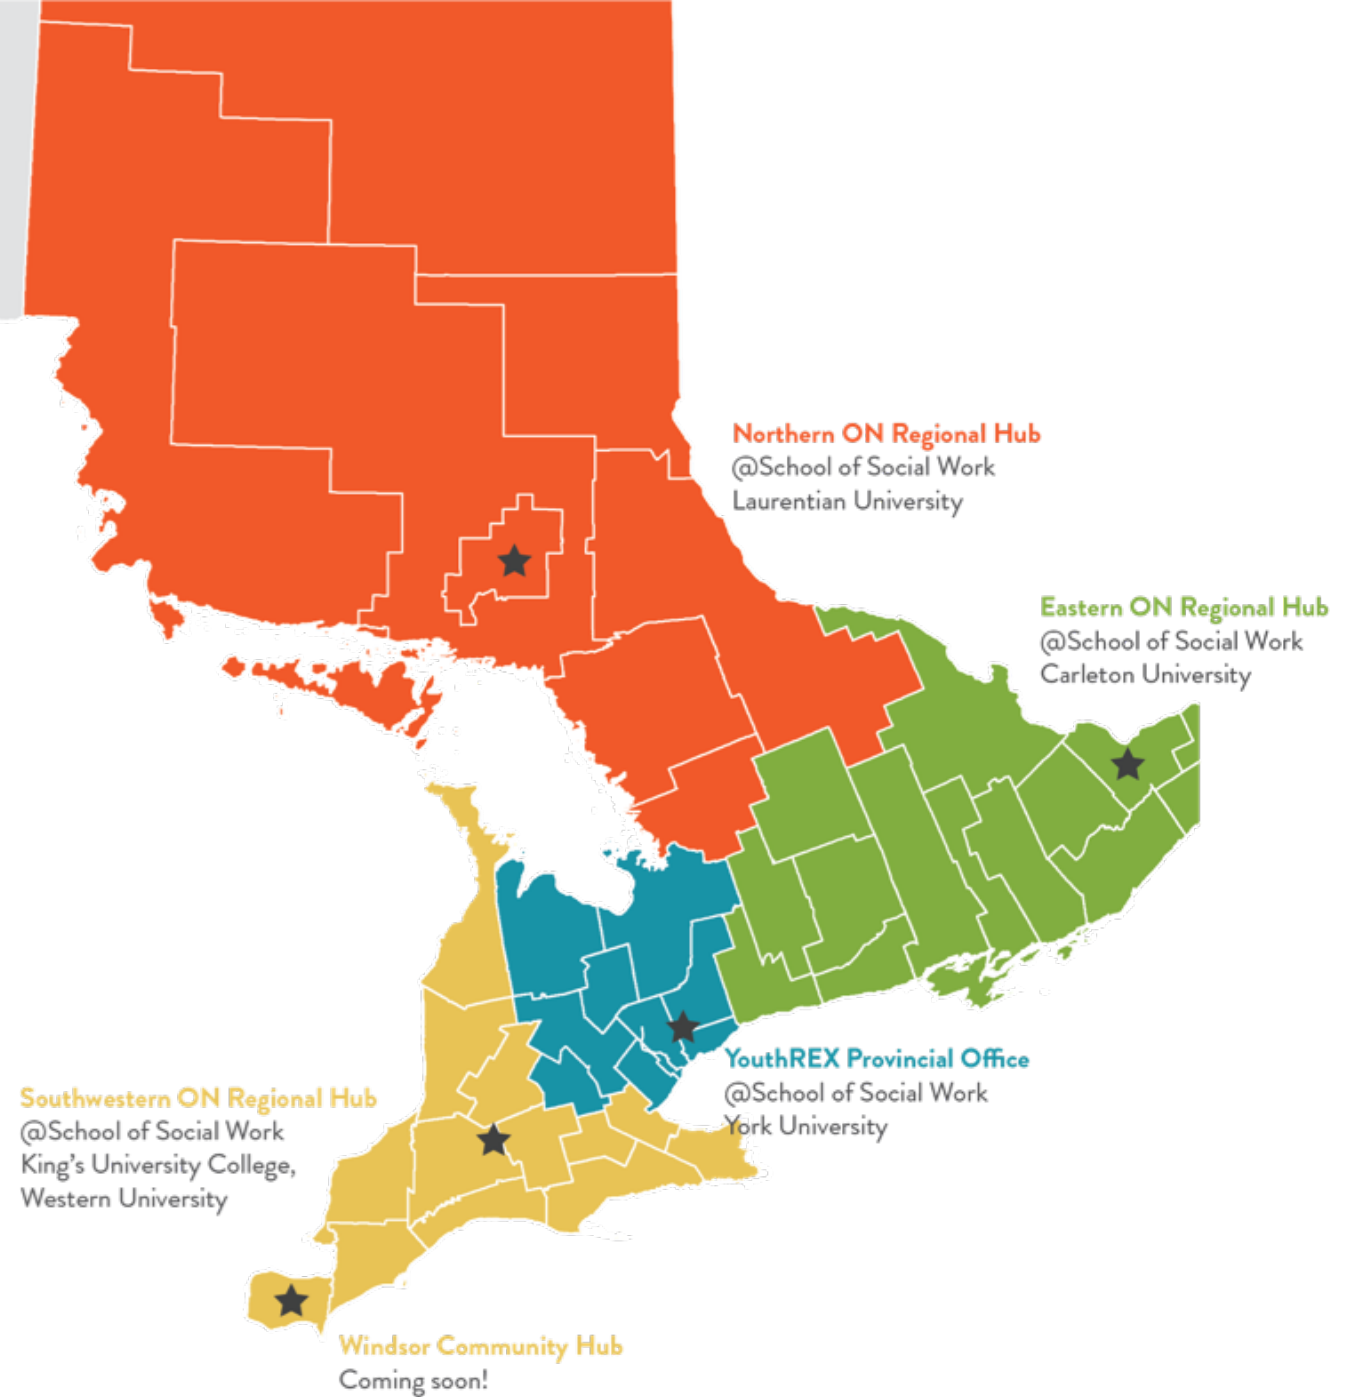 Northern ON Regional Hub
@School of Social Work
Laurentian University
Eastern ON Regional Hub
@School of Social Work
Carleton University
YouthREX Provincial Office
@School of Social Work
York University
Southwestern ON Regional Hub
@School of Social Work
King's University College,
Western University
Windsor Community Hub
Coming soon!